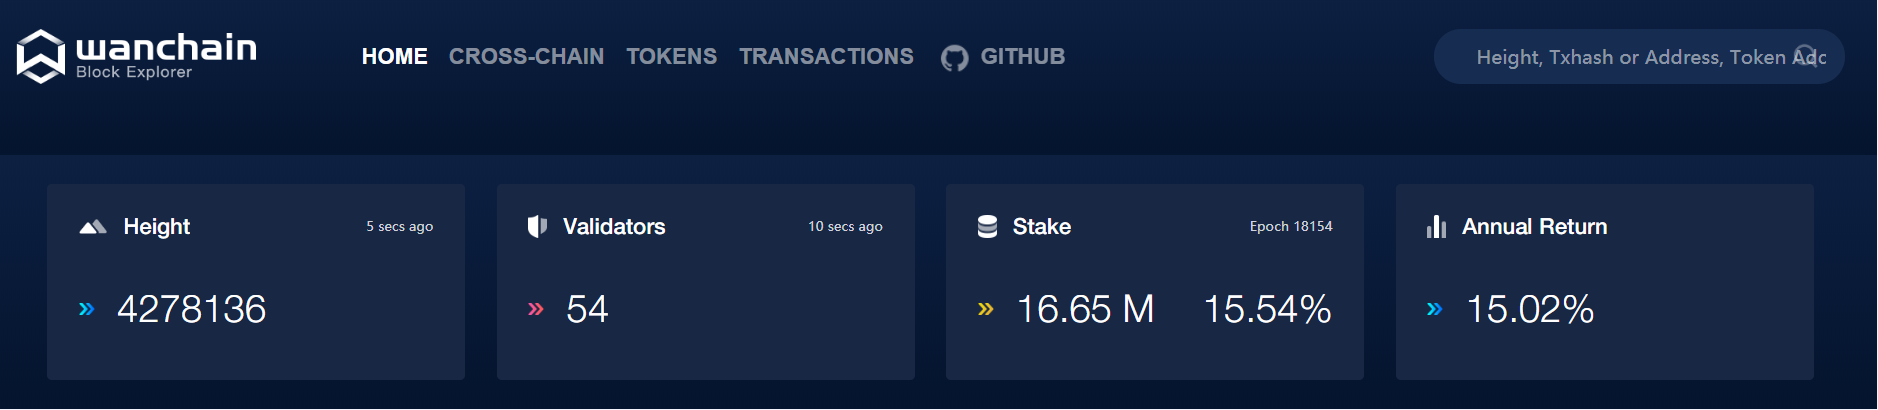 wanchain
Block Explorer
HOME CROSS-CHAIN TOKENS TRANSACTIONS GITHUB
Height, Txhash or Address, Token Adc
Height 5 secs ago
4278136
Validators 10 secs ago
54
Stake Epoch 18154
16.65 M 15.54%
Annual Return
15.02%